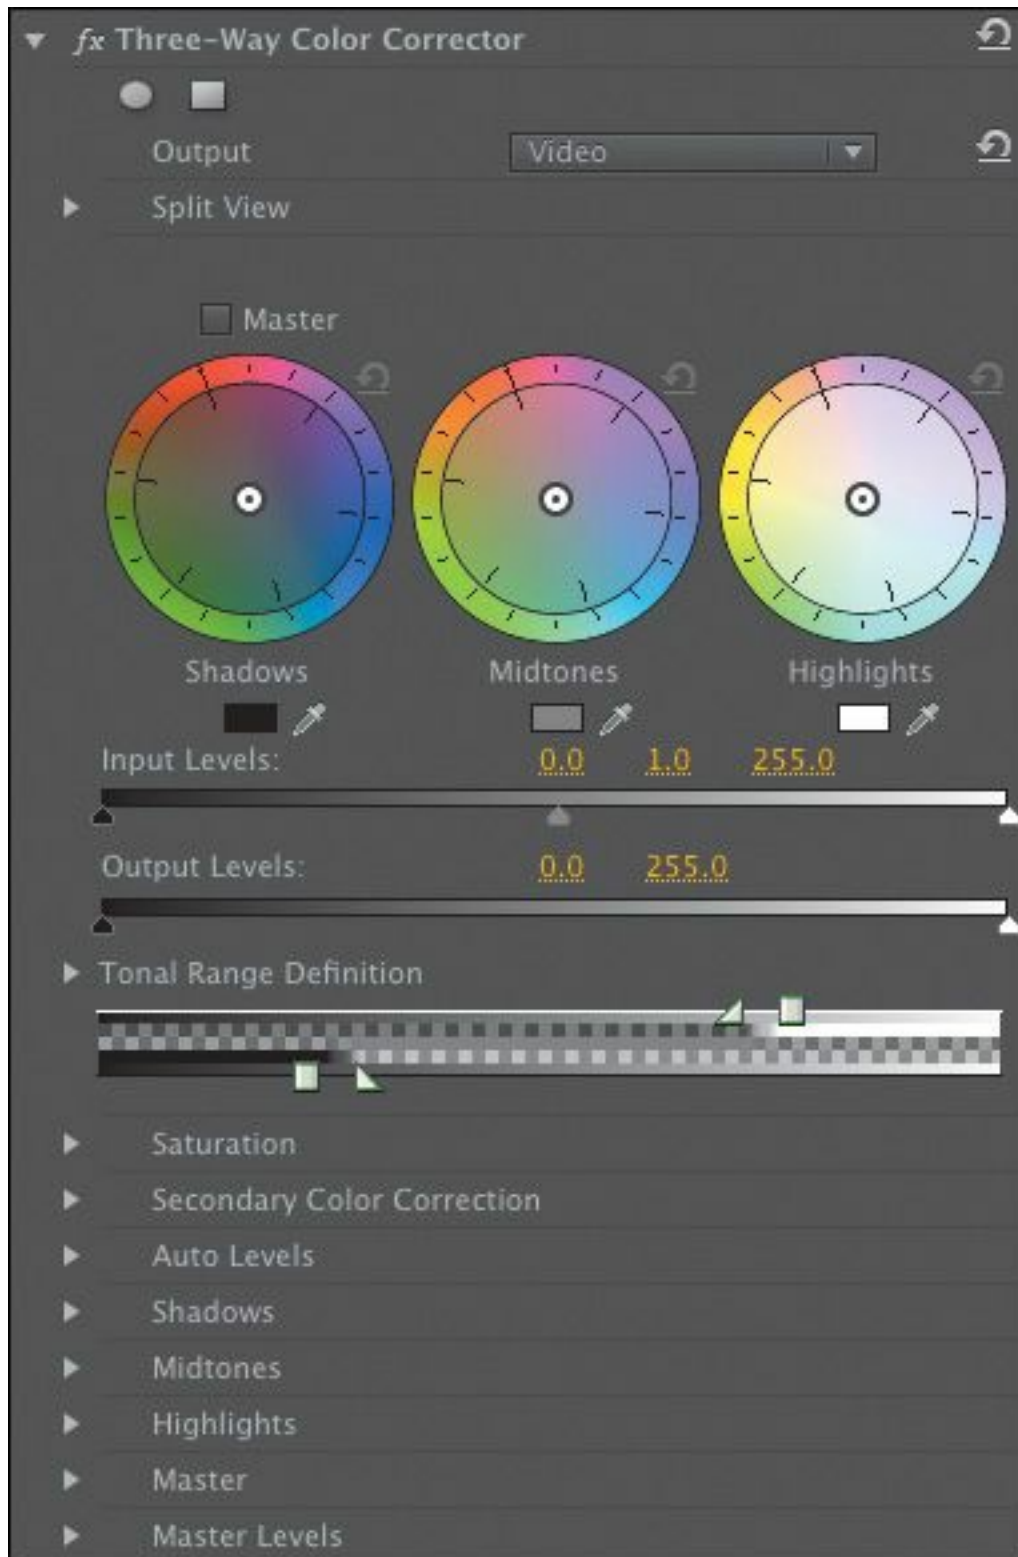 fx Three-Way Color Corrector
Output Video
Split View
Master
Shadows Midtones Highlights
Input Levels: 0.0 1.0 255.0
Output Levels: 0.0 255.0
Tonal Range Definition
Saturation
Secondary Color Correction
Auto Levels
Shadows
Midtones
Highlights
Master
Master Levels